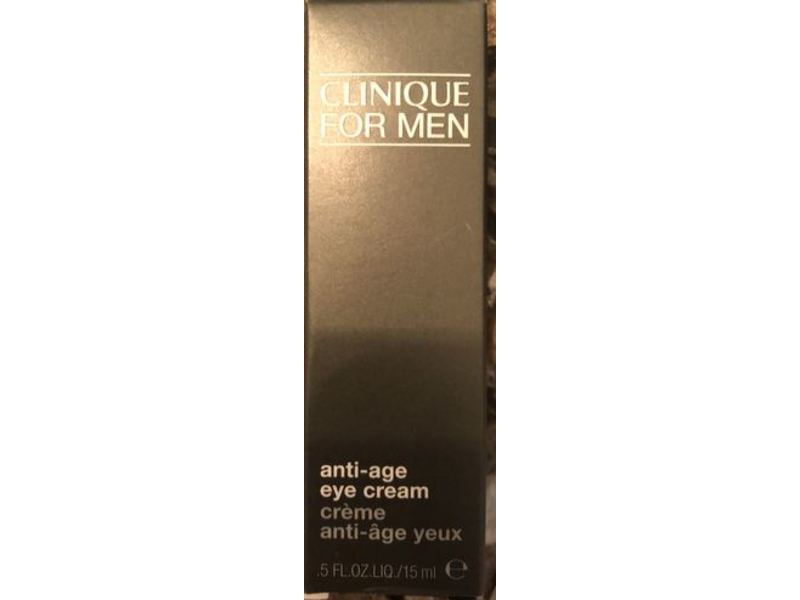 CLINIQUE
FOR MEN
anti-age
eye cream
crème
anti-âge yeux
.5 FL.OZ.LIQ./15 ml ℮